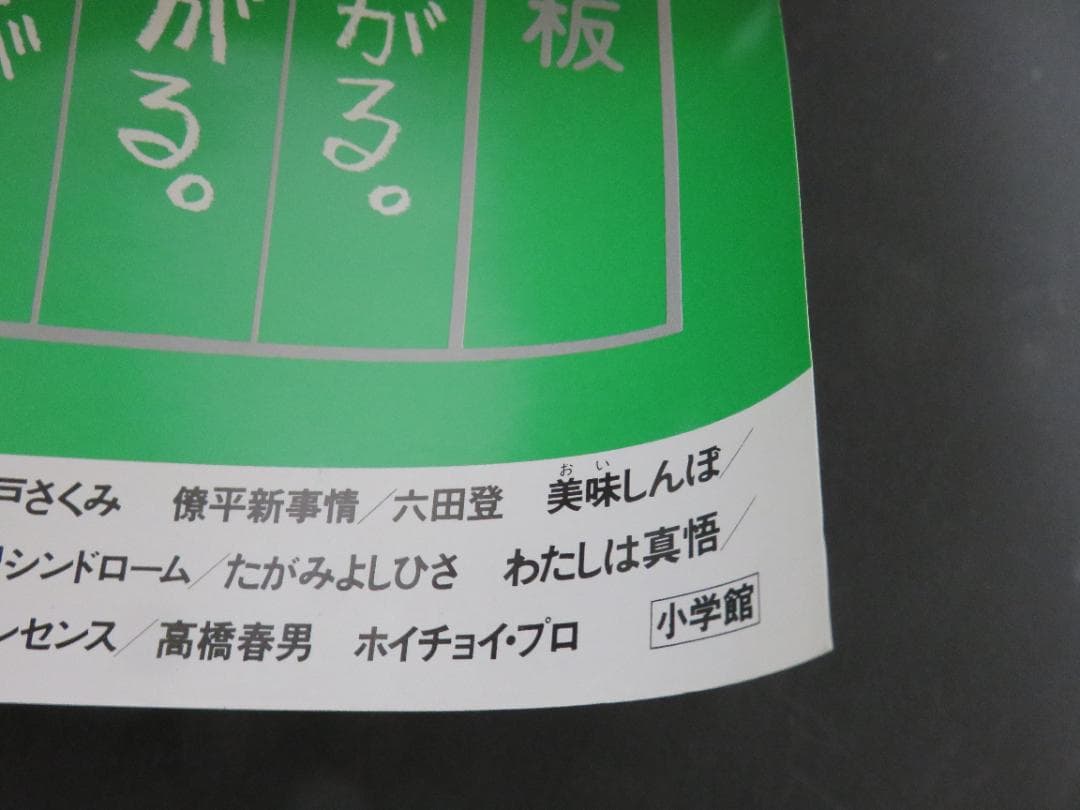 板
がる。
がる。
戸さくみ 僚平新事情／六田登 美味しんぼ／
おい
シンドローム／たがみよしひさ わたしは真悟／
ンセンス／高橋春男 ホイチョイ・プロ
小学館